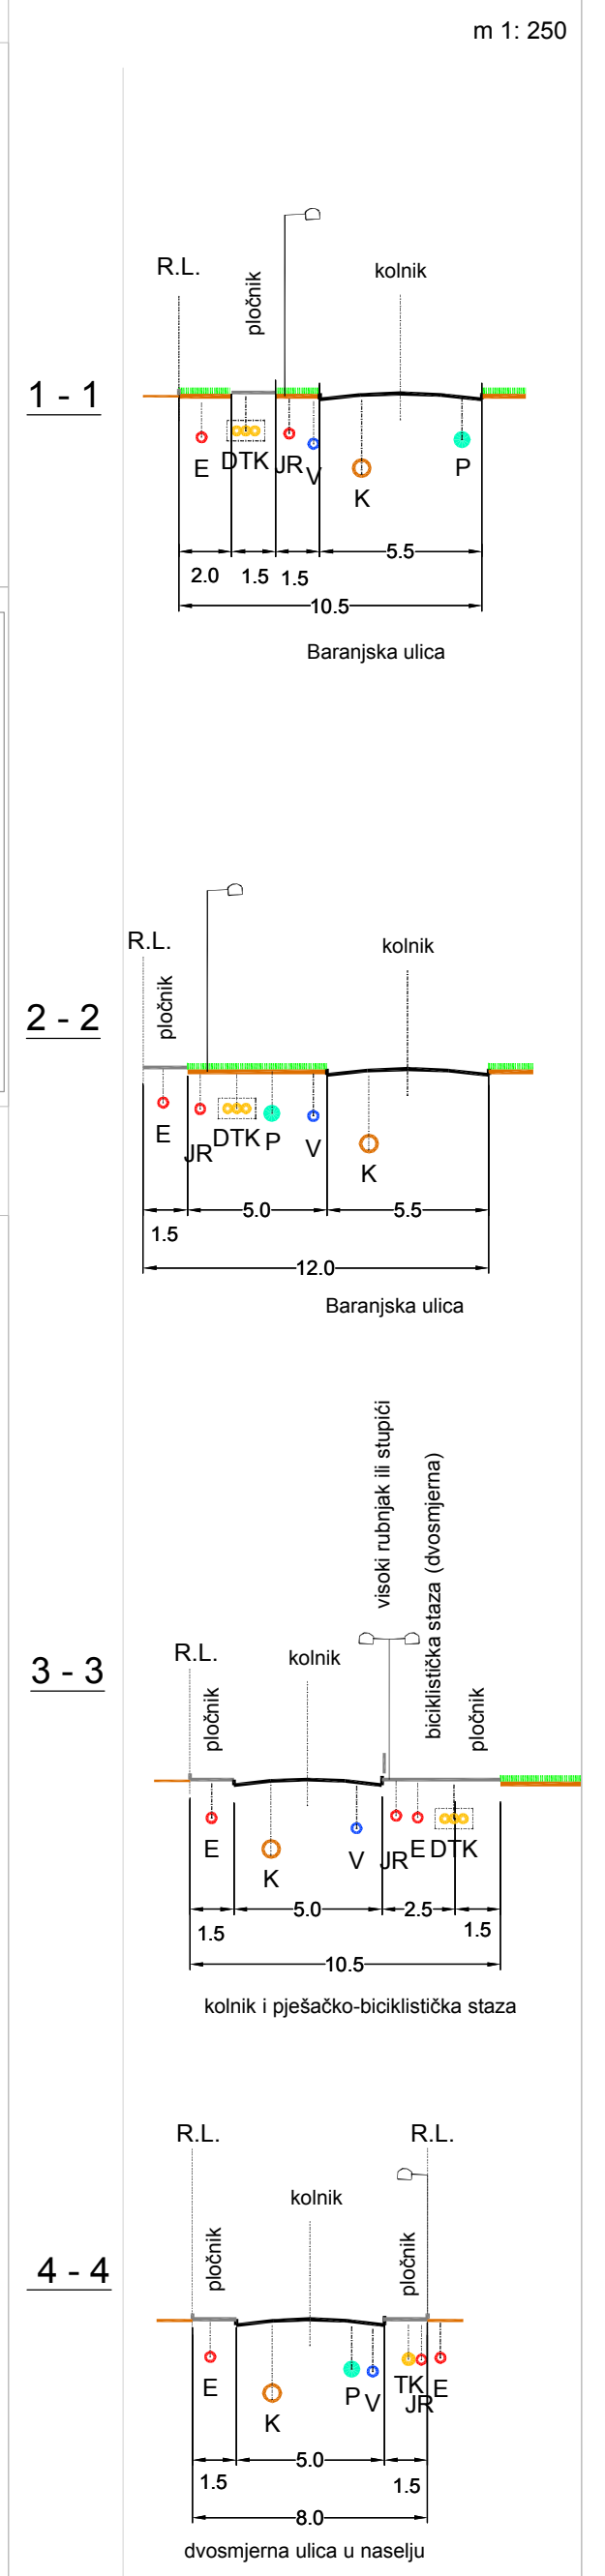 m 1: 250
R.L.
pločnik
kolnik
1 - 1
E
DTK
JR
V
K
P
2.0
1.5
1.5
5.5
10.5
Baranjska ulica
R.L.
pločnik
kolnik
2 - 2
E
JR
DTK
P
V
K
1.5
5.0
5.5
12.0
Baranjska ulica
visoki rubnjak ili stupići
biciklistička staza (dvosmjerna)
3 - 3
R.L.
pločnik
kolnik
pločnik
E
K
V
JR
E
DTK
1.5
5.0
2.5
1.5
10.5
kolnik i pješačko-biciklistička staza
R.L.
R.L.
4 - 4
pločnik
kolnik
pločnik
E
K
P
V
TK
JR
E
1.5
5.0
1.5
8.0
dvosmjerna ulica u naselju